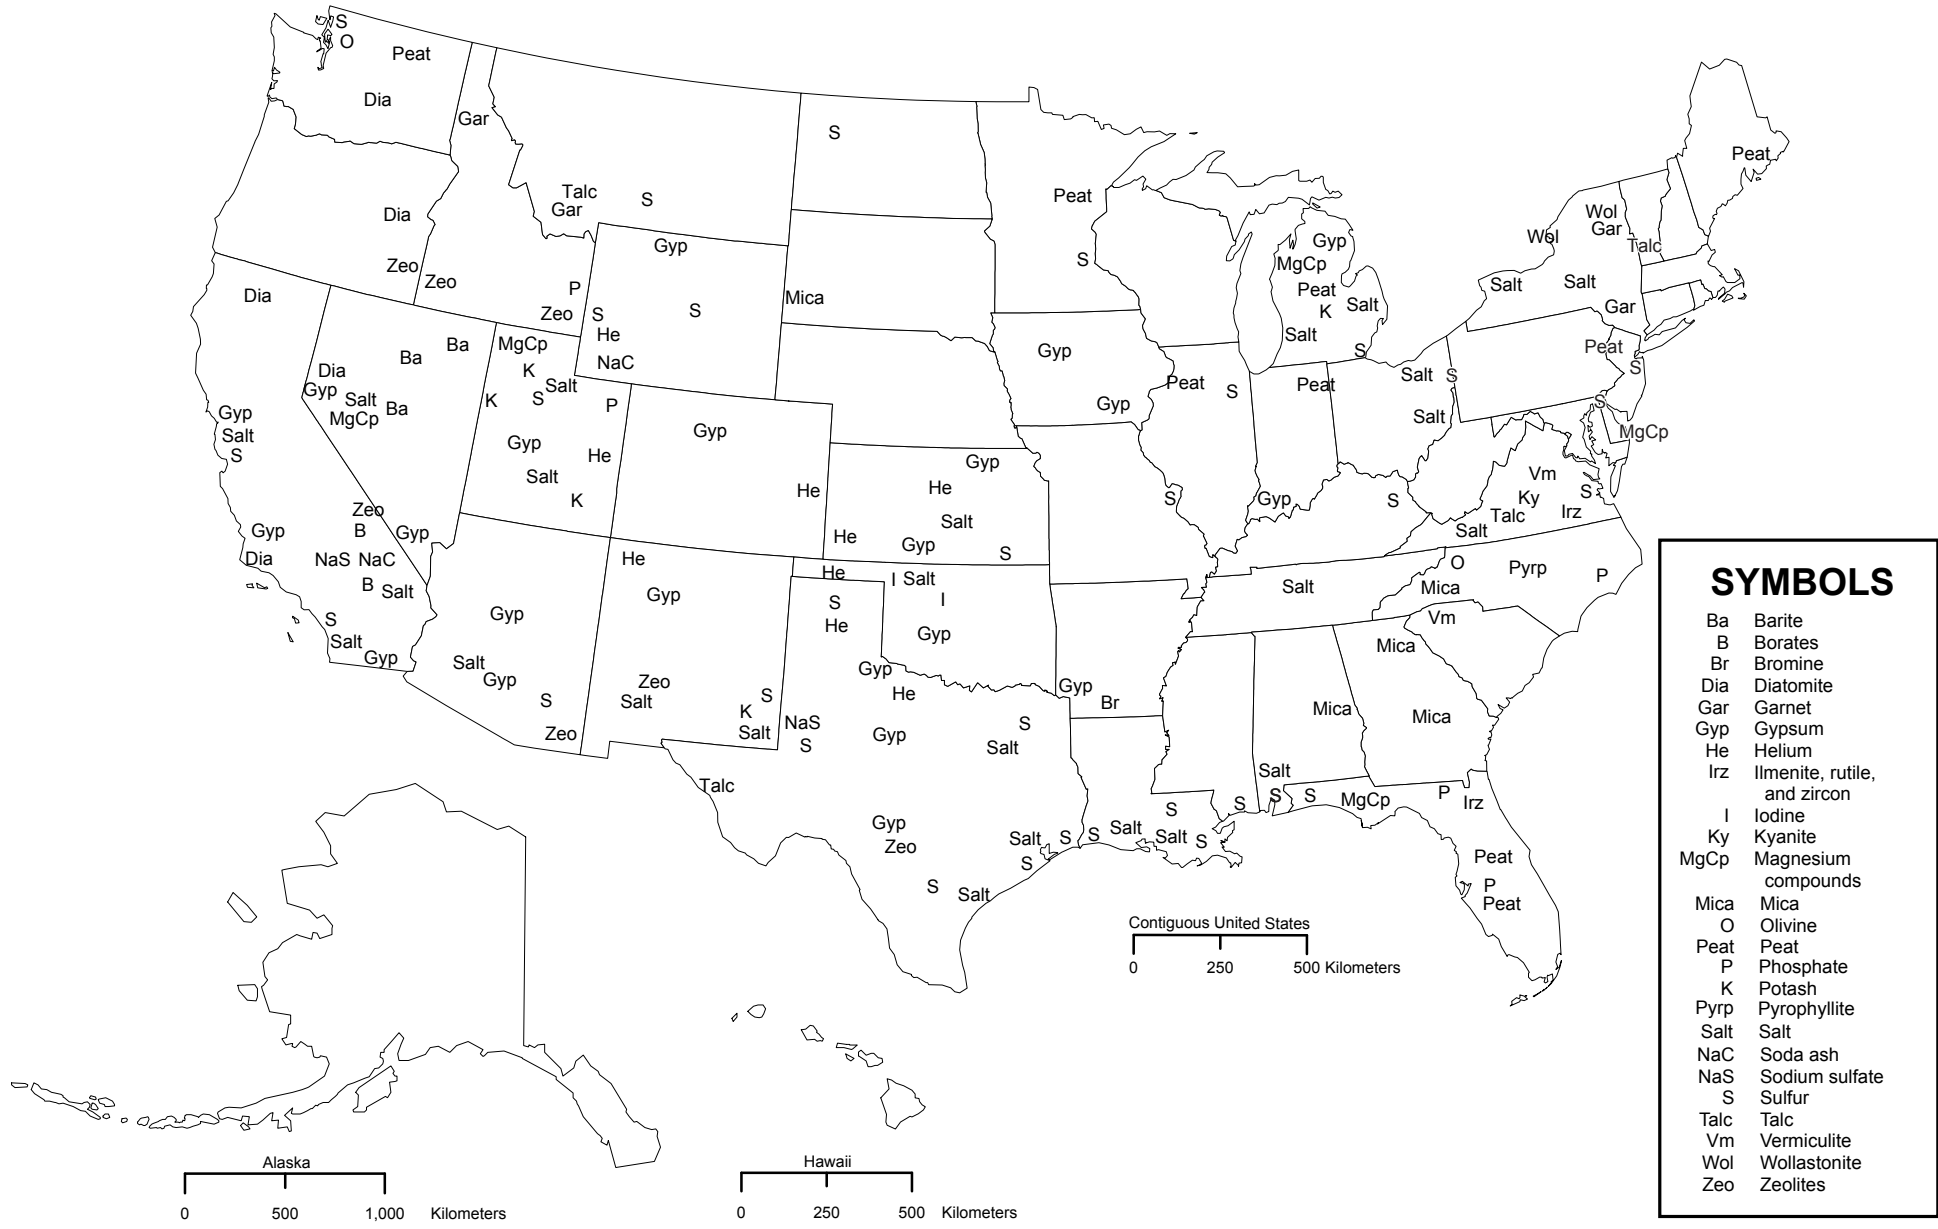 S
O
Peat
Dia
Gar
S
Peat
Talc
Gar
S
Dia
Peat
Wol
Gar
Wol
Talc
Gyp
Gyp
S
MgCp
Zeo
Zeo
P
Peat
K
Salt
Salt
Salt
Dia
Mica
Zeo
S
S
Gar
He
Salt
NaC
MgCp
Ba
Ba
Gyp
S
Peat
S
Dia
K
Salt
Gyp
Salt
K
S
P
Peat
S
Peat
Salt
S
MgCp
Ba
Gyp
S
Gyp
Salt
MgCp
Salt
S
Gyp
Gyp
He
Gyp
Vm
Salt
He
He
S
Gyp
S
Ky
S
K
Talc
Irz
Zeo
Salt
Salt
B
Gyp
Gyp
He
Gyp
S
Dia
NaS
NaC
He
O
Pyrp
P
He
I
Salt
Salt
Mica
B
Salt
Gyp
S
I
Vm
S
Gyp
He
Gyp
Mica
Salt
Gyp
Salt
Gyp
Gyp
Zeo
He
Gyp
S
Salt
S
Br
Mica
Mica
K
NaS
S
Zeo
Salt
S
Gyp
Salt
Talc
Salt
S
S
S
S
MgCp
P
Irz
Gyp
Zeo
Salt
S
S
Salt
Salt
S
Peat
S
P
Peat
S
Salt
Contiguous United States
0
250
500 Kilometers
SYMBOLS
Ba Barite
B Borates
Br Bromine
Dia Diatomite
Gar Garnet
Gyp Gypsum
He Helium
Irz Ilmenite, rutile,
and zircon
I Iodine
Ky Kyanite
MgCp Magnesium
compounds
Mica Mica
O Olivine
Peat Peat
P Phosphate
K Potash
Pyrp Pyrophyllite
Salt Salt
NaC Soda ash
NaS Sodium sulfate
S Sulfur
Talc Talc
Vm Vermiculite
Wol Wollastonite
Zeo Zeolites
Alaska
0
500
1,000 Kilometers
Hawaii
0
250
500 Kilometers